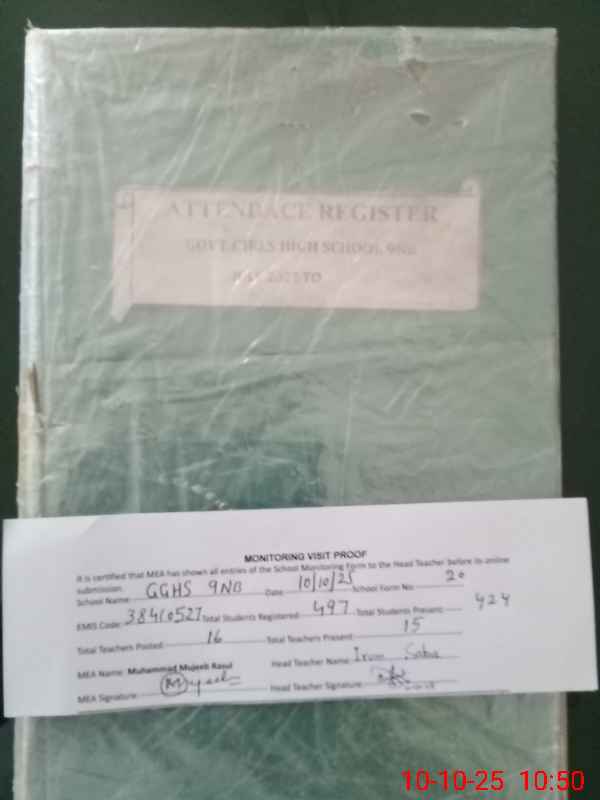 ATTENDACE REGISTER
GOVT.GIRLS HIGH SCHOOL 9NB
TO
MONITORING VISIT PROOF
It is certified that MEA has shown all entries of the School Monitoring Form to the Head Teacher before its online
submission.
School Name: GGHS 9NB Date 10/10/25 School Form No: 20
EMIS Code: 38410527 Total Students Registered: 497 Total Students Present: 424
Total Teachers Posted: 16 Total Teachers Present: 15
MEA Name: Muhammad Mujeeb Rasul Head Teacher Name: Irum Saba
MEA Signature: Mujeeb Head Teacher Signature:
10-10-25 10:50